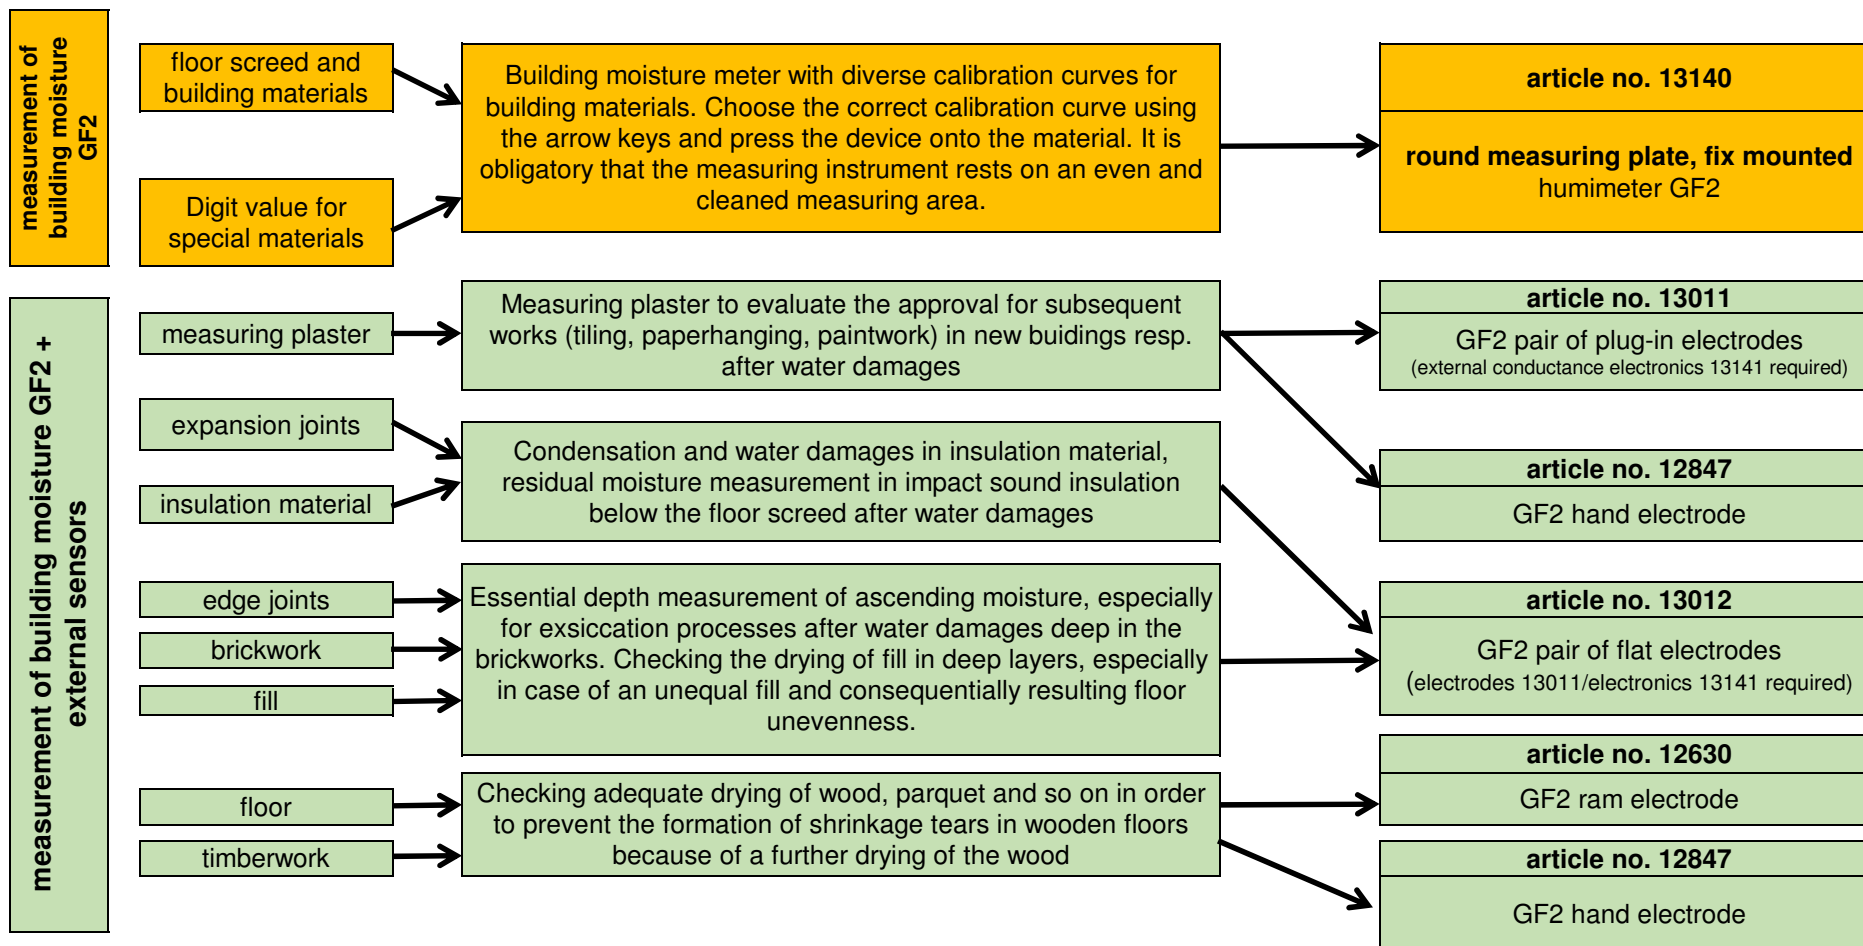 measurement of
building moisture
GF2
floor screed and
building materials
Digit value for
special materials
Building moisture meter with diverse calibration curves for
building materials. Choose the correct calibration curve using
the arrow keys and press the device onto the material. It is
obligatory that the measuring instrument rests on an even and
cleaned measuring area.
article no. 13140
round measuring plate, fix mounted
humimeter GF2
measurement of building moisture GF2 +
external sensors
measuring plaster
Measuring plaster to evaluate the approval for subsequent
works (tiling, paperhanging, paintwork) in new buidings resp.
after water damages
article no. 13011
GF2 pair of plug-in electrodes
(external conductance electronics 13141 required)
expansion joints
insulation material
Condensation and water damages in insulation material,
residual moisture measurement in impact sound insulation
below the floor screed after water damages
article no. 12847
GF2 hand electrode
edge joints
brickwork
fill
Essential depth measurement of ascending moisture, especially
for exsiccation processes after water damages deep in the
brickworks. Checking the drying of fill in deep layers, especially
in case of an unequal fill and consequentially resulting floor
unevenness.
article no. 13012
GF2 pair of flat electrodes
(electrodes 13011/electronics 13141 required)
floor
timberwork
Checking adequate drying of wood, parquet and so on in order
to prevent the formation of shrinkage tears in wooden floors
because of a further drying of the wood
article no. 12630
GF2 ram electrode
article no. 12847
GF2 hand electrode